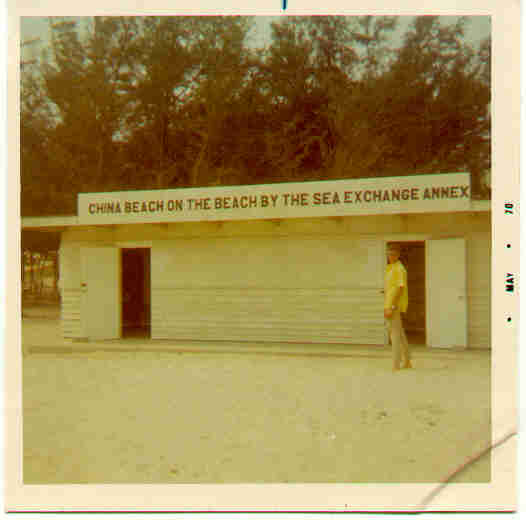 CHINA BEACH ON THE BEACH BY THE SEA EXCHANGE ANNEX
• MAY • 70